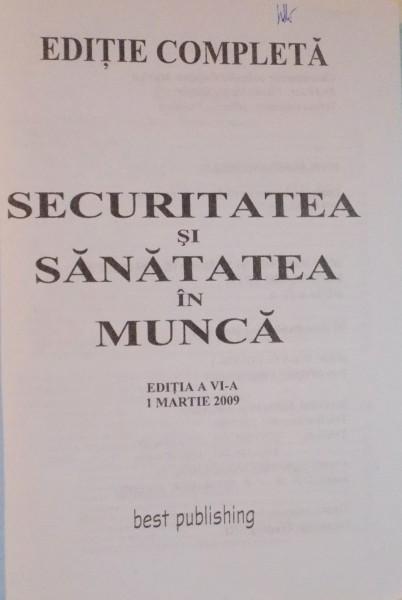 EDIȚIE COMPLETĂ
SECURITATEA
ȘI
SĂNĂTATEA
ÎN
MUNCĂ
EDIȚIA A VI-A
1 MARTIE 2009
best publishing